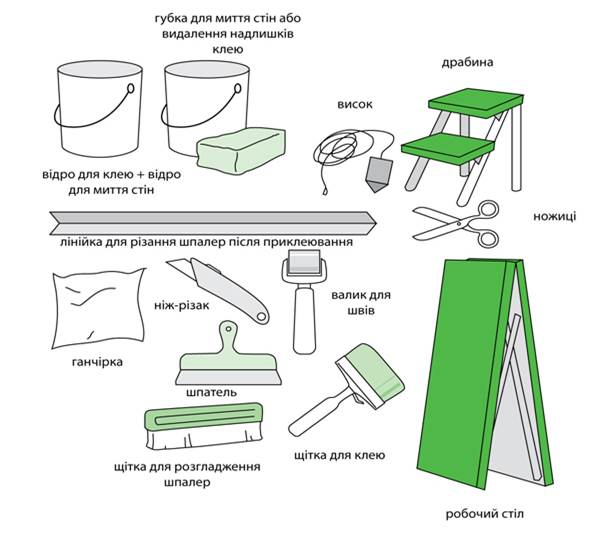 губка для миття стін або
видалення надлишків
клею
драбина
висок
відро для клею + відро
для миття стін
ножиці
лінійка для різання шпалер після приклеювання
ніж-різак
валик для
швів
ганчірка
шпатель
щітка для клею
щітка для розгладження
шпалер
робочий стіл